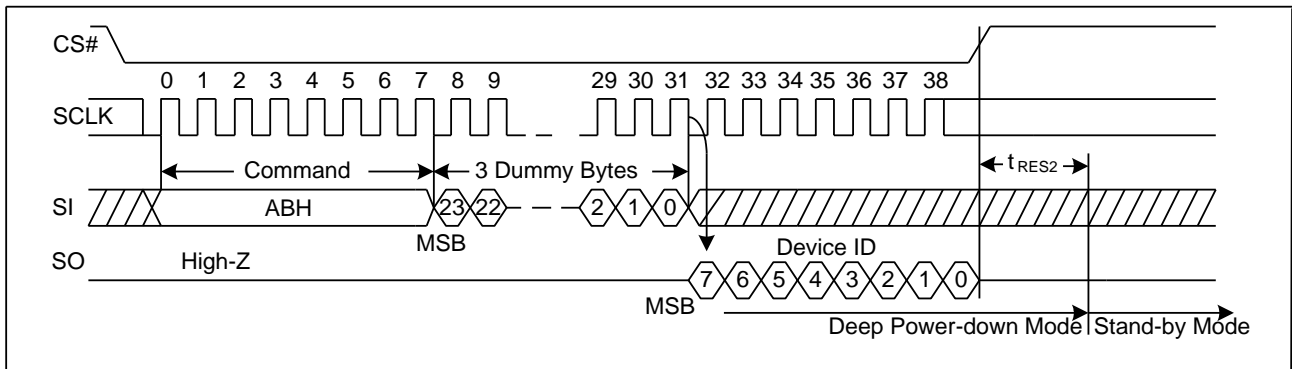 CS#
0 1 2 3 4 5 6 7 8 9 29 30 31 32 33 34 35 36 37 38
SCLK
Command 3 Dummy Bytes tRES2
SI ABH 23 22 2 1 0
MSB Device ID
SO High-Z
7 6 5 4 3 2 1 0
MSB
Deep Power-down Mode Stand-by Mode